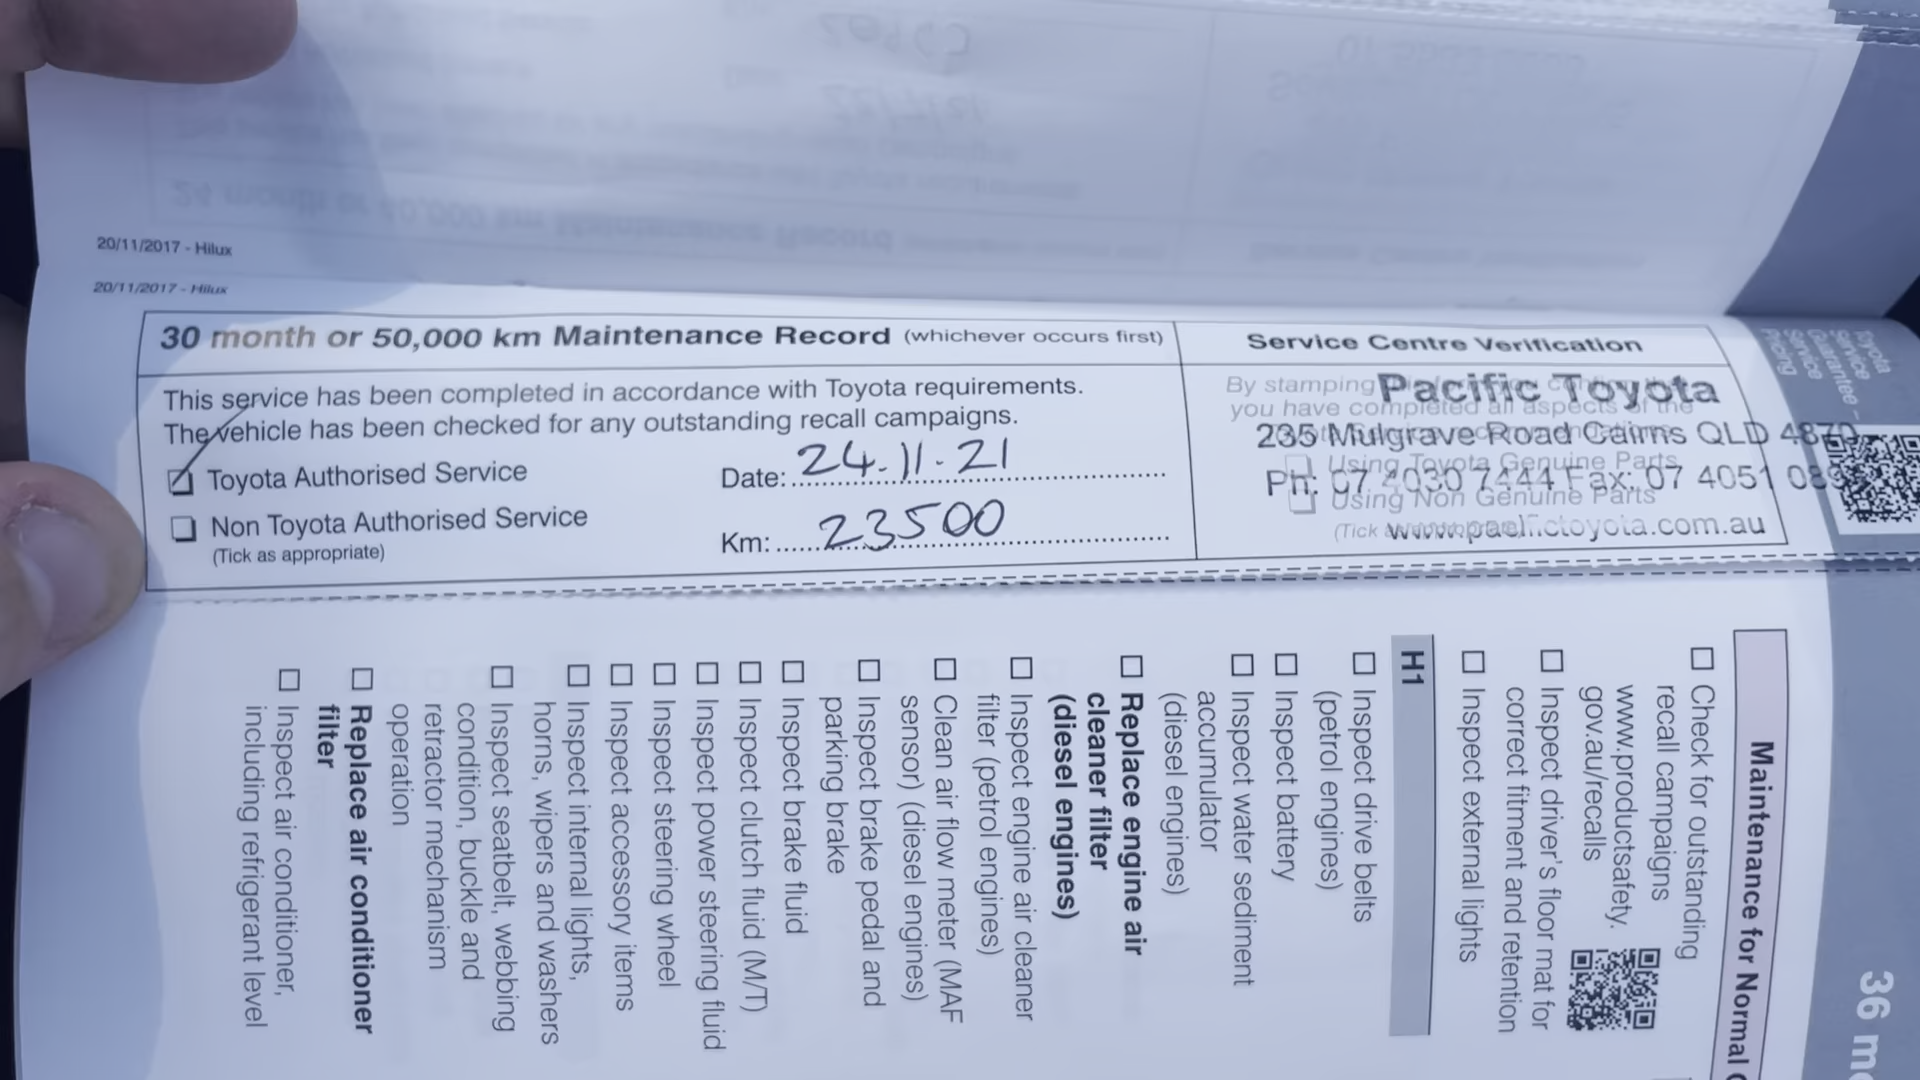 20/11/2017 - Hilux
20/11/2017 - Hilux
30 month or 50,000 km Maintenance Record (whichever occurs first)
This service has been completed in accordance with Toyota requirements.
The vehicle has been checked for any outstanding recall campaigns.
Toyota Authorised Service
Non Toyota Authorised Service
(Tick as appropriate)
Date: 24.11.21
Km: 23500
Service Centre Verification
By stamping
you have completed all aspects of the
Using Toyota Genuine Parts
Using Non Genuine Parts
(Tick
Pacific Toyota
235 Mulgrave Road Cairns QLD 4870
Ph: 07 4030 7444 Fax: 07 4051
www.pacifictoyota.com.au
Toyota
Service
Guarantee –
Service
Pricing
36
Maintenance for Normal
Check for outstanding
recall campaigns
www.productsafety.
gov.au/recalls
Inspect driver's floor mat for
correct fitment and retention
Inspect external lights
H1
Inspect drive belts
(petrol engines)
Inspect battery
Inspect water sediment
accumulator
(diesel engines)
Replace engine air
cleaner filter
(diesel engines)
Inspect engine air cleaner
filter (petrol engines)
Clean air flow meter (MAF
sensor) (diesel engines)
Inspect brake pedal and
parking brake
Inspect brake fluid
Inspect clutch fluid (M/T)
Inspect power steering fluid
Inspect steering wheel
Inspect accessory items
Inspect internal lights,
horns, wipers and washers
Inspect seatbelt, webbing
condition, buckle and
retractor mechanism
operation
Replace air conditioner
filter
Inspect air conditioner,
including refrigerant level